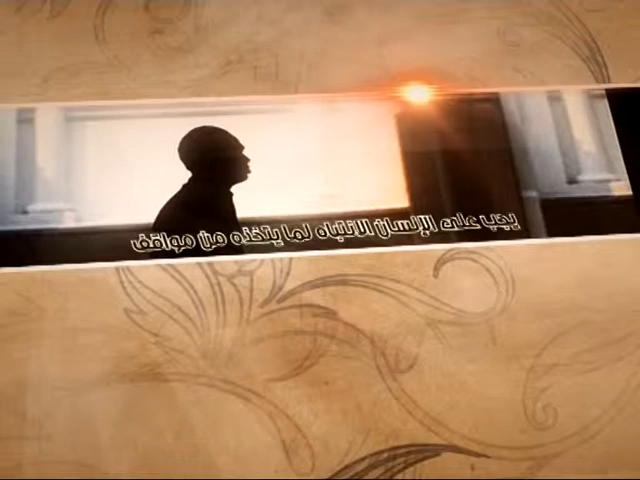 يجب على الإنسان الانتباه لما يتخذه من مواقف